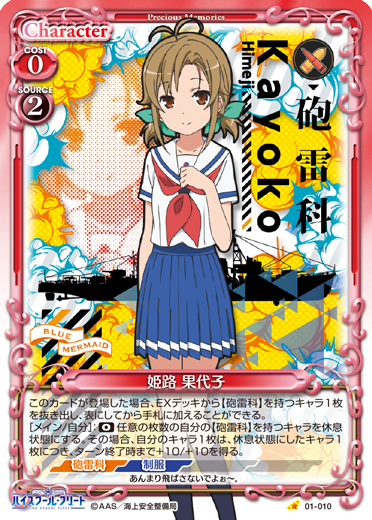 Precious Memories
Character
COST
0
SOURCE
2
Kayoko
Himeji
砲雷科
BLUE
MERMAID
姫路 果代子
このカードが登場した場合、EXデッキから【砲雷科】を持つキャラ1枚
を抜き出し、表にしてから手札に加えることができる。
[メイン/自分]:0 任意の枚数の自分の【砲雷科】を持つキャラを休息
状態にする。その場合、自分のキャラ1枚は、休息状態にしたキャラ1
枚につき、ターン終了時まで+10/+10を得る。
砲雷科 制服
あんまり飛ばさないでよぉ~。
ハイスクール・フリート
©AAS/海上安全整備局
01-010